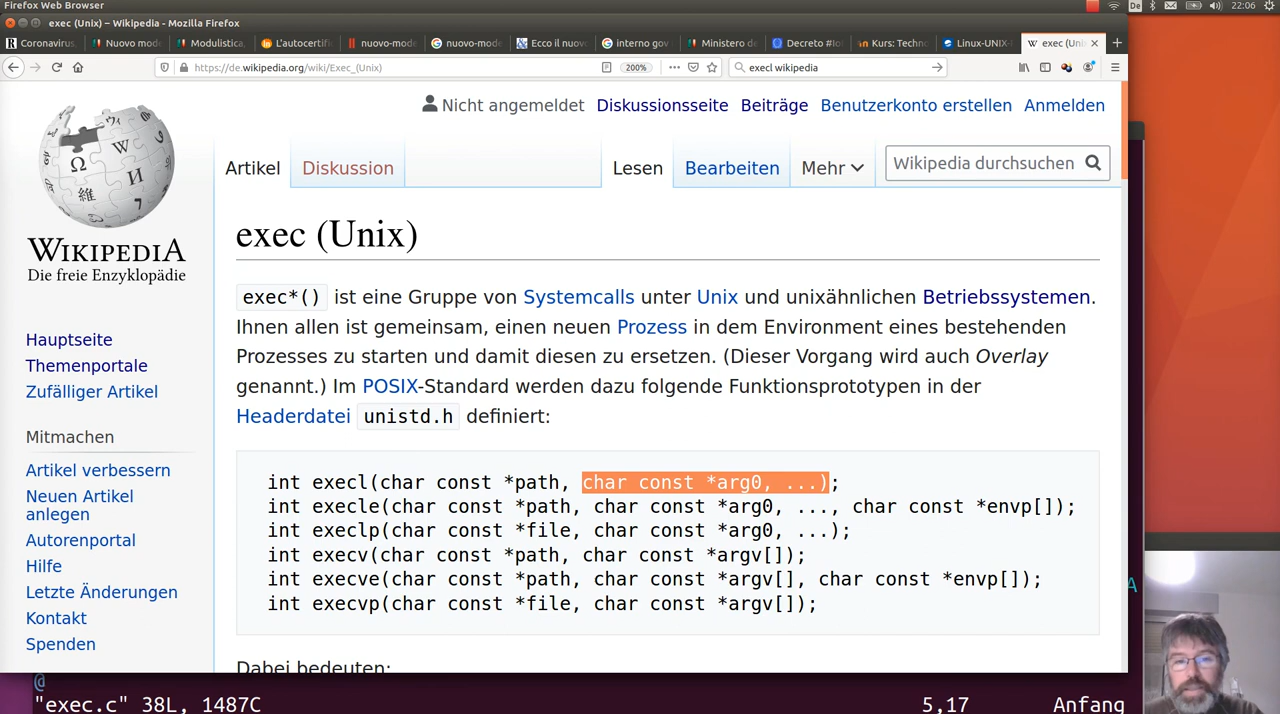 Firefox Web Browser
De
22:06
exec (Unix) – Wikipedia - Mozilla Firefox
Coronavirus
Nuovo mod
Modulistica,
L'autocertif
nuovo-mod
nuovo-mod
Ecco il nuov
interno gov
Ministero de
Decreto #Io
Kurs: Techn
Linux-UNIX-
exec (Uni
https://de.wikipedia.org/wiki/Exec_(Unix)
200%
execl wikipedia
Nicht angemeldet Diskussionsseite Beiträge Benutzerkonto erstellen Anmelden
Artikel Diskussion Lesen Bearbeiten Mehr Wikipedia durchsuchen
WIKIPEDIA
Die freie Enzyklopädie
Hauptseite
Themenportale
Zufälliger Artikel
Mitmachen
Artikel verbessern
Neuen Artikel
anlegen
Autorenportal
Hilfe
Letzte Änderungen
Kontakt
Spenden
exec (Unix)
exec*() ist eine Gruppe von Systemcalls unter Unix und unixähnlichen Betriebssystemen.
Ihnen allen ist gemeinsam, einen neuen Prozess in dem Environment eines bestehenden
Prozesses zu starten und damit diesen zu ersetzen. (Dieser Vorgang wird auch Overlay
genannt.) Im POSIX-Standard werden dazu folgende Funktionsprototypen in der
Headerdatei unistd.h definiert:
int execl(char const *path, char const *arg0, ...);
int execle(char const *path, char const *arg0, ..., char const *envp[]);
int execlp(char const *file, char const *arg0, ...);
int execv(char const *path, char const *argv[]);
int execve(char const *path, char const *argv[], char const *envp[]);
int execvp(char const *file, char const *argv[]);
Dabei bedeuten:
A
@
"exec.c" 38L, 1487C 5,17 Anfang